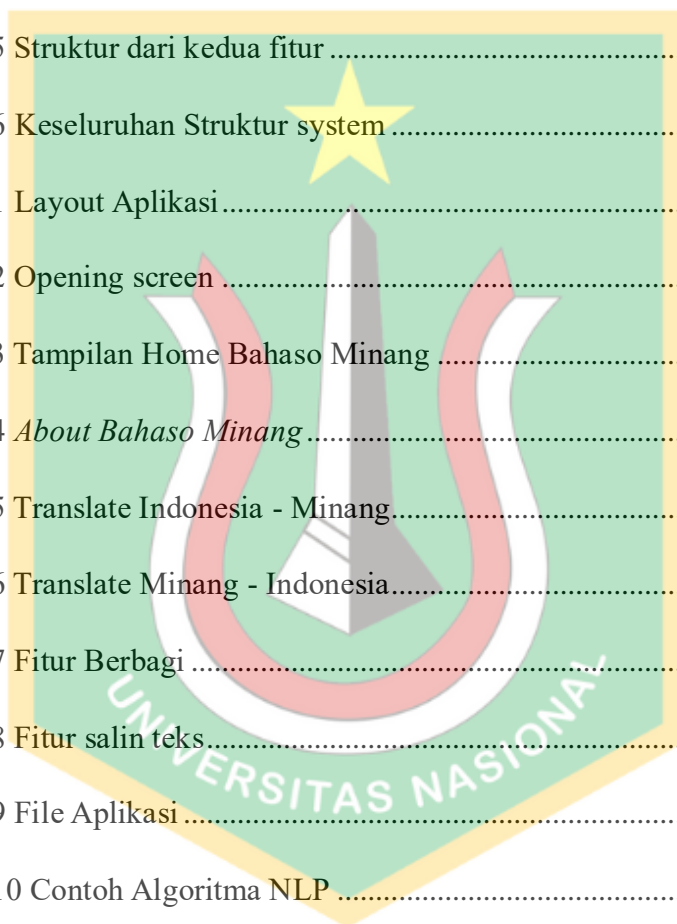 5 Struktur dari kedua fitur ........................................................
6 Keseluruhan Struktur system ........................................................
1 Layout Aplikasi ........................................................
2 Opening screen ........................................................
3 Tampilan Home Bahaso Minang ........................................................
4 About Bahaso Minang ........................................................
5 Translate Indonesia - Minang ........................................................
6 Translate Minang - Indonesia ........................................................
7 Fitur Berbagi ........................................................
8 Fitur salin teks ........................................................
9 File Aplikasi ........................................................
10 Contoh Algoritma NLP ........................................................
UNIVERSITAS NASIONAL